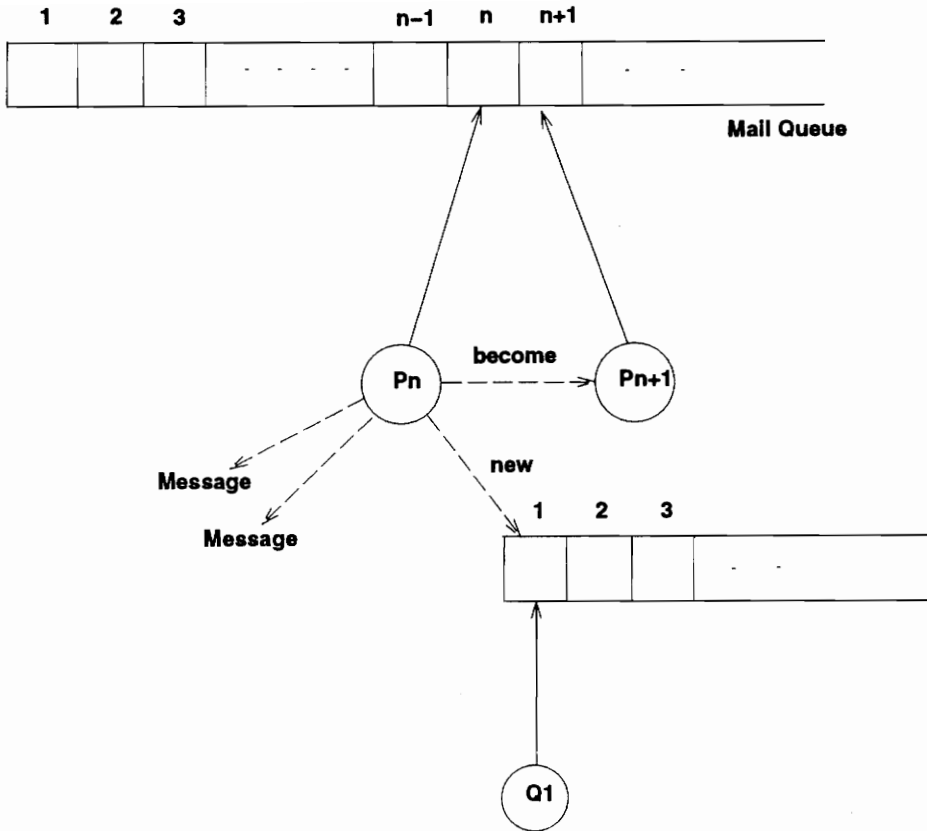 1 2 3 n−1 n n+1
- - - - - -
Mail Queue
become
Pn Pn+1
new
Message
Message
1 2 3
- -
Q1